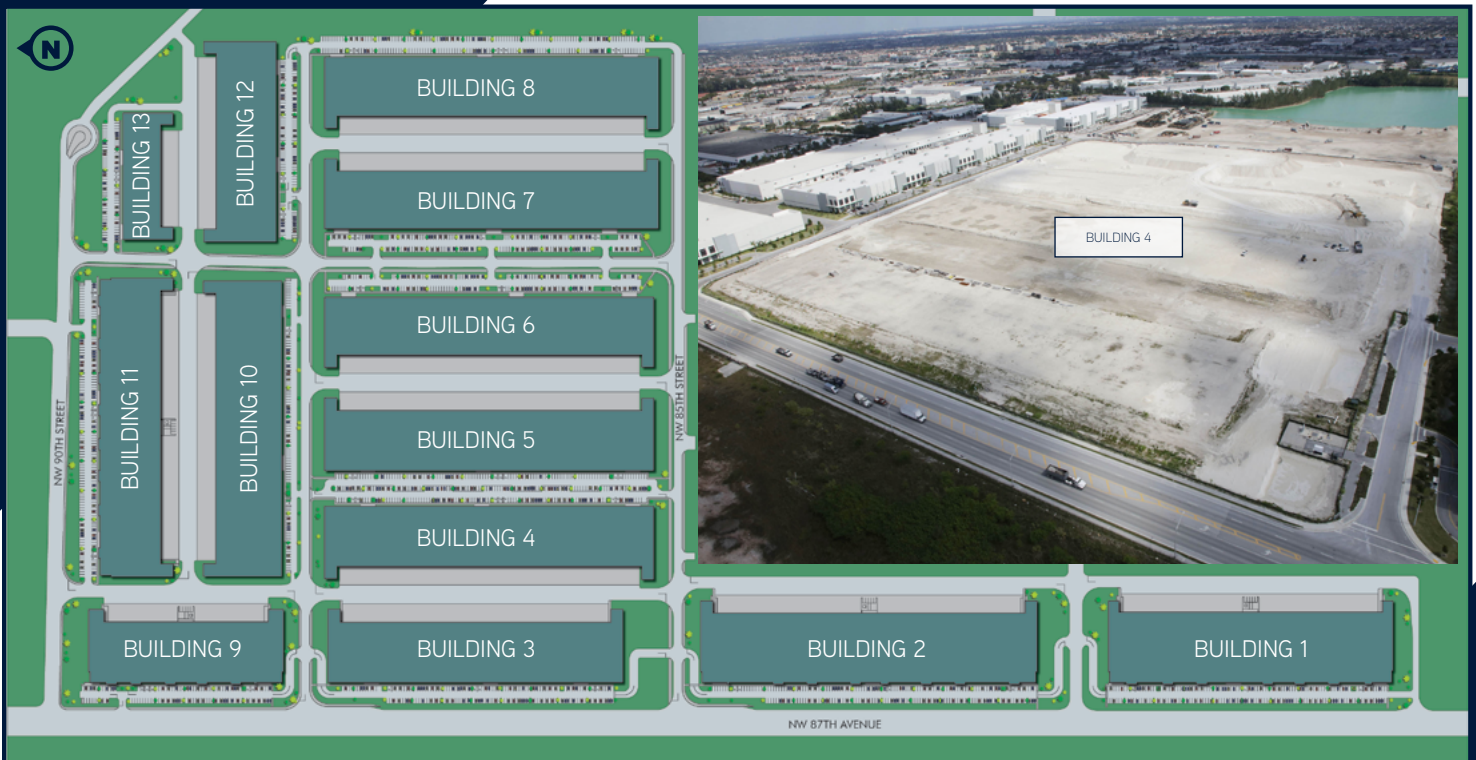 N
BUILDING 13
BUILDING 12
BUILDING 8
BUILDING 7
BUILDING 4
BUILDING 6
NW 85TH STREET
NW 90TH STREET
BUILDING 11
BUILDING 10
BUILDING 5
BUILDING 4
BUILDING 9
BUILDING 3
BUILDING 2
BUILDING 1
NW 87TH AVENUE